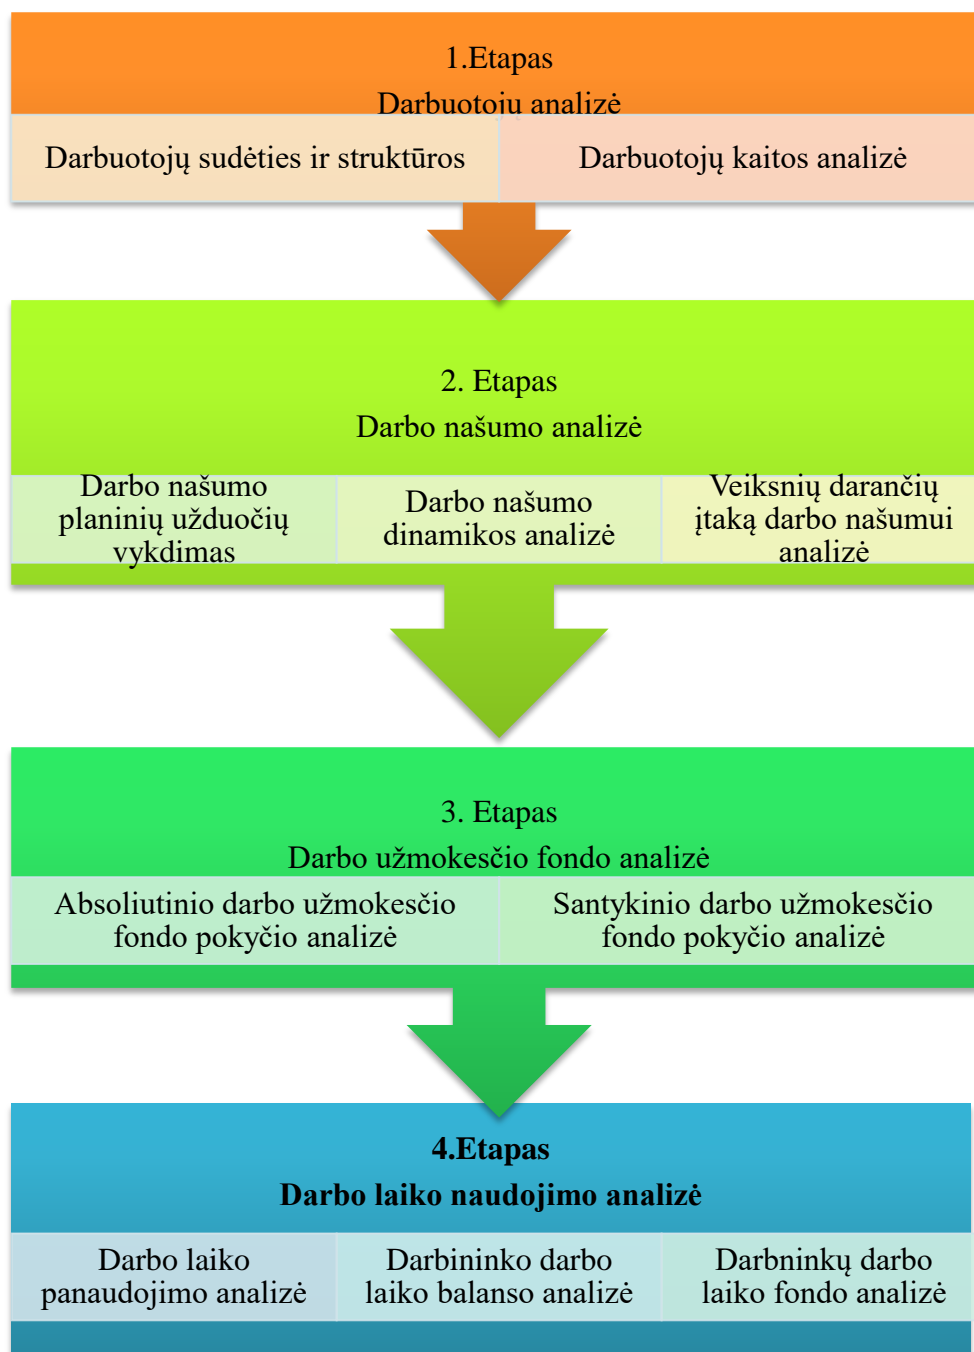 1.Etapas
Darbuotojų analizė
Darbuotojų sudėties ir struktūros
Darbuotojų kaitos analizė
2. Etapas
Darbo našumo analizė
Darbo našumo
planinių užduočių
vykdimas
Darbo našumo
dinamikos analizė
Veiksnių darančių
įtaką darbo našumui
analizė
3. Etapas
Darbo užmokesčio fondo analizė
Absoliutinio darbo užmokesčio
fondo pokyčio analizė
Santykinio darbo užmokesčio
fondo pokyčio analizė
4.Etapas
Darbo laiko naudojimo analizė
Darbo laiko
panaudojimo analizė
Darbininko darbo
laiko balanso analizė
Darbninkų darbo
laiko fondo analizė